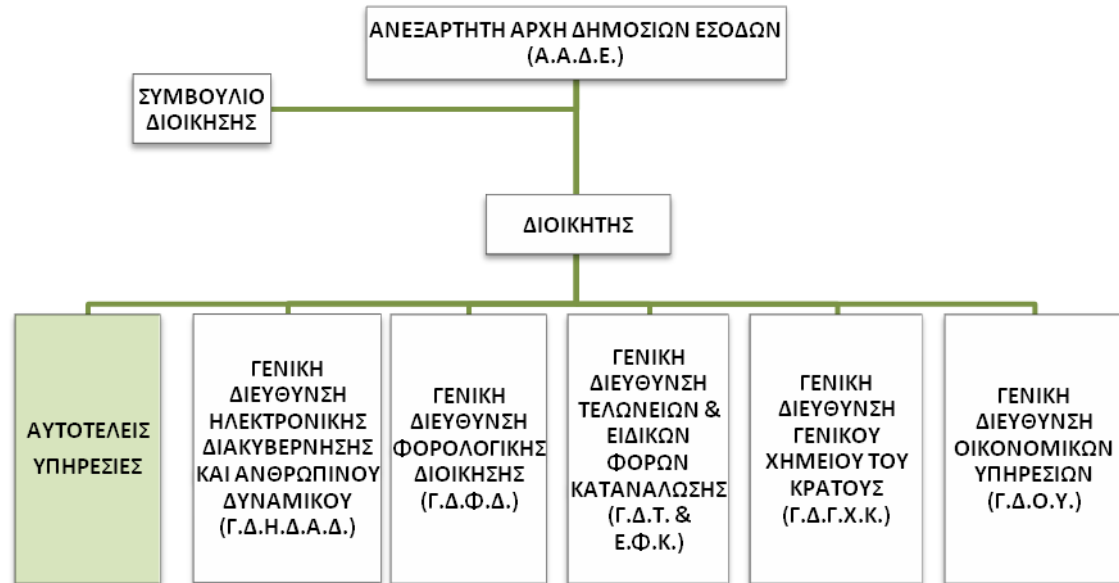 ΑΝΕΞΑΡΤΗΤΗ ΑΡΧΗ ΔΗΜΟΣΙΩΝ ΕΣΟΔΩΝ
(Α.Α.Δ.Ε.)
ΣΥΜΒΟΥΛΙΟ
ΔΙΟΙΚΗΣΗΣ
ΔΙΟΙΚΗΤΗΣ
ΑΥΤΟΤΕΛΕΙΣ
ΥΠΗΡΕΣΙΕΣ
ΓΕΝΙΚΗ
ΔΙΕΥΘΥΝΣΗ
ΗΛΕΚΤΡΟΝΙΚΗΣ
ΔΙΑΚΥΒΕΡΝΗΣΗΣ
ΚΑΙ ΑΝΘΡΩΠΙΝΟΥ
ΔΥΝΑΜΙΚΟΥ
(Γ.Δ.Η.Δ.Α.Δ.)
ΓΕΝΙΚΗ
ΔΙΕΥΘΥΝΣΗ
ΦΟΡΟΛΟΓΙΚΗΣ
ΔΙΟΙΚΗΣΗΣ
(Γ.Δ.Φ.Δ.)
ΓΕΝΙΚΗ
ΔΙΕΥΘΥΝΣΗ
ΤΕΛΩΝΕΙΩΝ &
ΕΙΔΙΚΩΝ
ΦΟΡΩΝ
ΚΑΤΑΝΑΛΩΣΗΣ
(Γ.Δ.Τ. &
Ε.Φ.Κ.)
ΓΕΝΙΚΗ
ΔΙΕΥΘΥΝΣΗ
ΓΕΝΙΚΟΥ
ΧΗΜΕΙΟΥ ΤΟΥ
ΚΡΑΤΟΥΣ
(Γ.Δ.Γ.Χ.Κ.)
ΓΕΝΙΚΗ
ΔΙΕΥΘΥΝΣΗ
ΟΙΚΟΝΟΜΙΚΩΝ
ΥΠΗΡΕΣΙΩΝ
(Γ.Δ.Ο.Υ.)